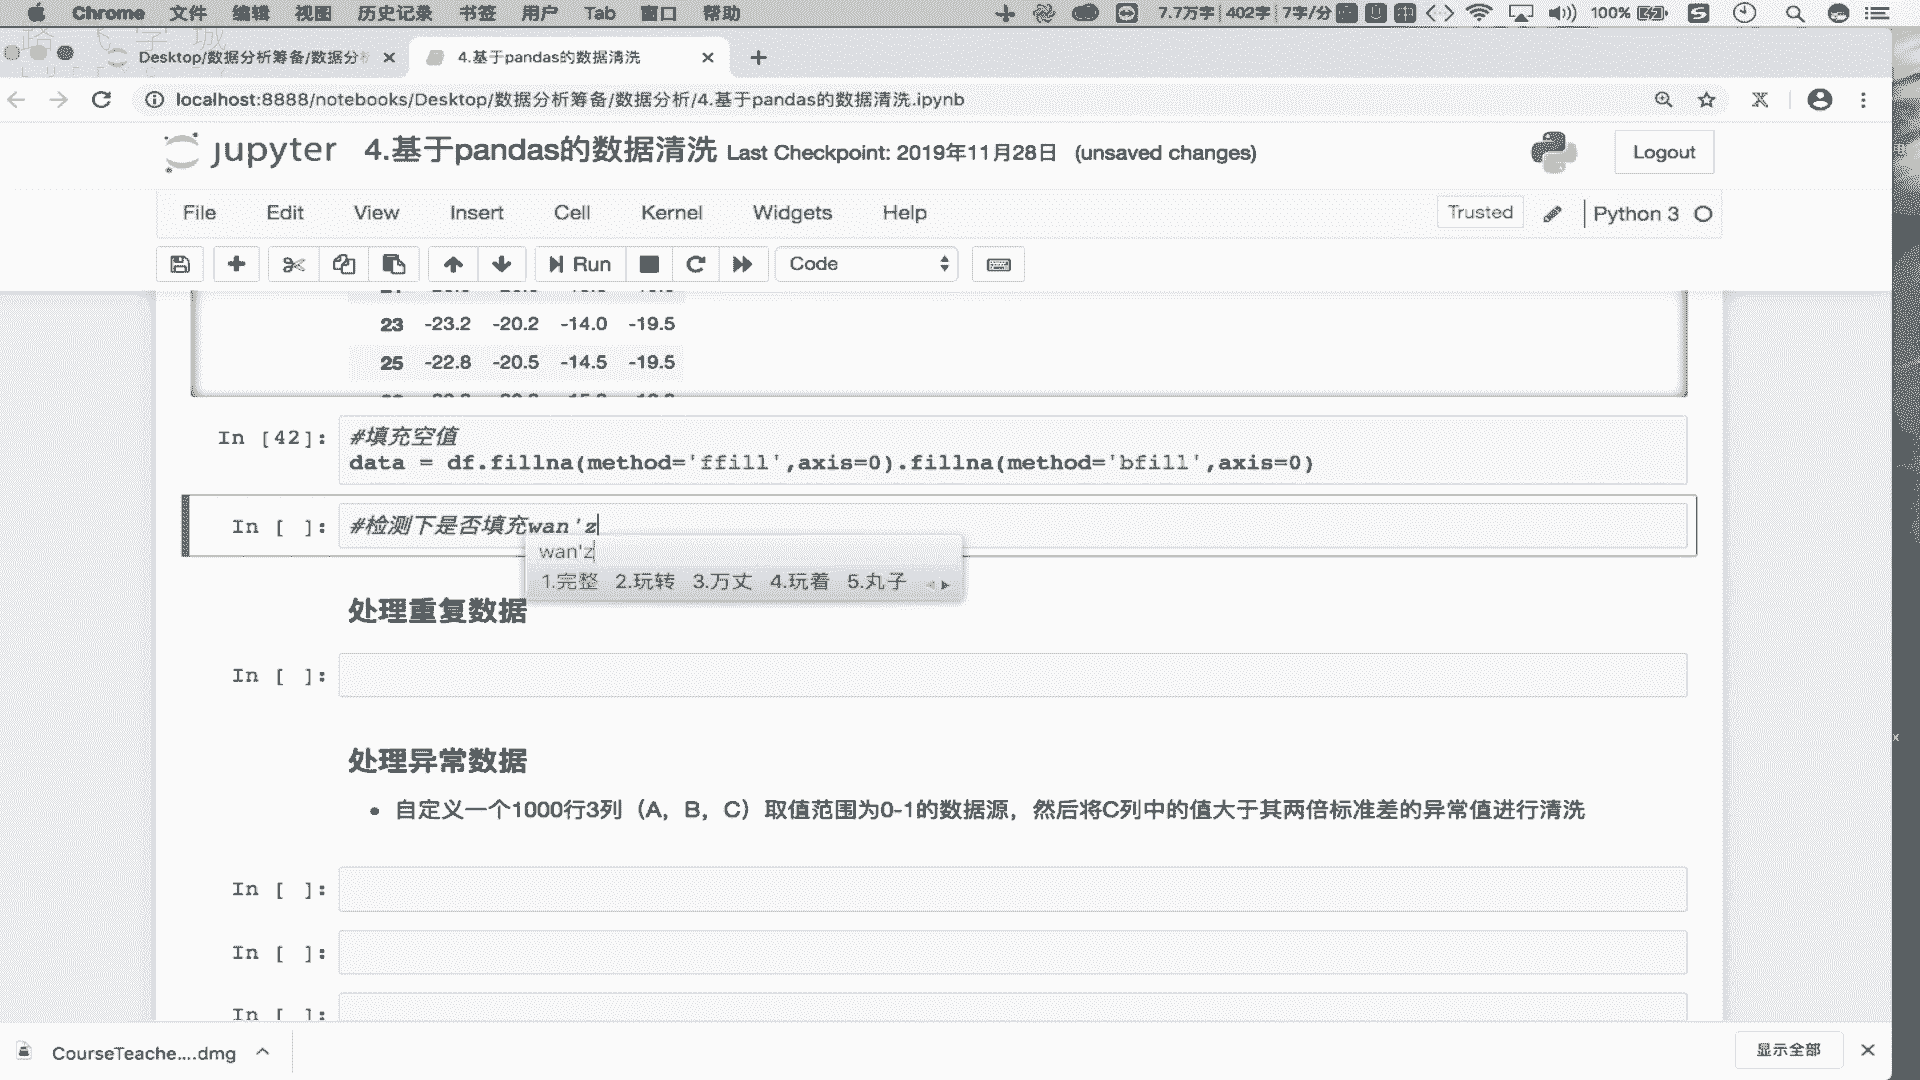 Chrome 文件 编辑 视图 历史记录 书签 用户 Tab 窗口 帮助 7.7万字 402字 7字/分 100%
Desktop/数据分析筹备/数据分
4.基于pandas的数据清洗
localhost:8888/notebooks/Desktop/数据分析筹备/数据分析/4.基于pandas的数据清洗.ipynb
jupyter 4.基于pandas的数据清洗 Last Checkpoint: 2019年11月28日 (unsaved changes)
Logout
File Edit View Insert Cell Kernel Widgets Help
Trusted Python 3
Run Code
23 -23.2 -20.2 -14.0 -19.5
25 -22.8 -20.5 -14.5 -19.5
In [42]: #填充空值
data = df.fillna(method='ffill',axis=0).fillna(method='bfill',axis=0)
In [ ]: #检测下是否填充wan'z
wan'z
1.完整 2.玩转 3.万丈 4.玩着 5.丸子
处理重复数据
In [ ]:
处理异常数据
• 自定义一个1000行3列（A，B，C）取值范围为0-1的数据源，然后将C列中的值大于其两倍标准差的异常值进行清洗
In [ ]:
In [ ]:
In [ ]:
CourseTeache....dmg
显示全部